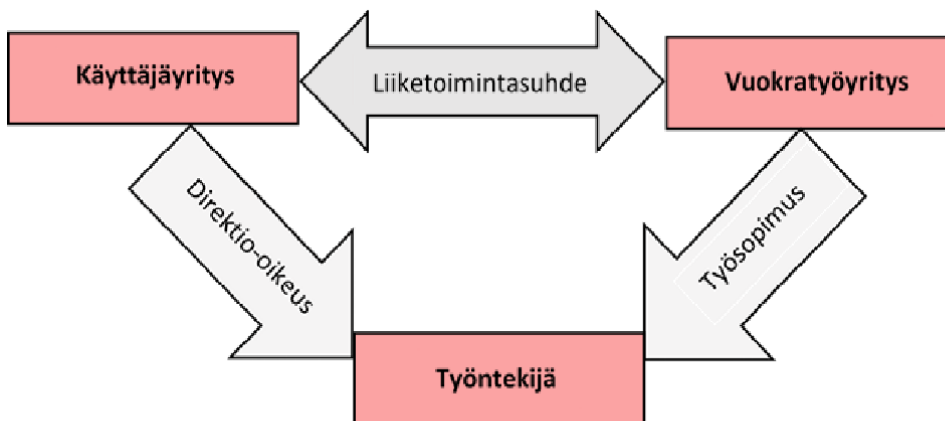 Käyttäjäyritys
Liiketoimintasuhde
Vuokratyöyritys
Direktio-oikeus
Työsopimus
Työntekijä